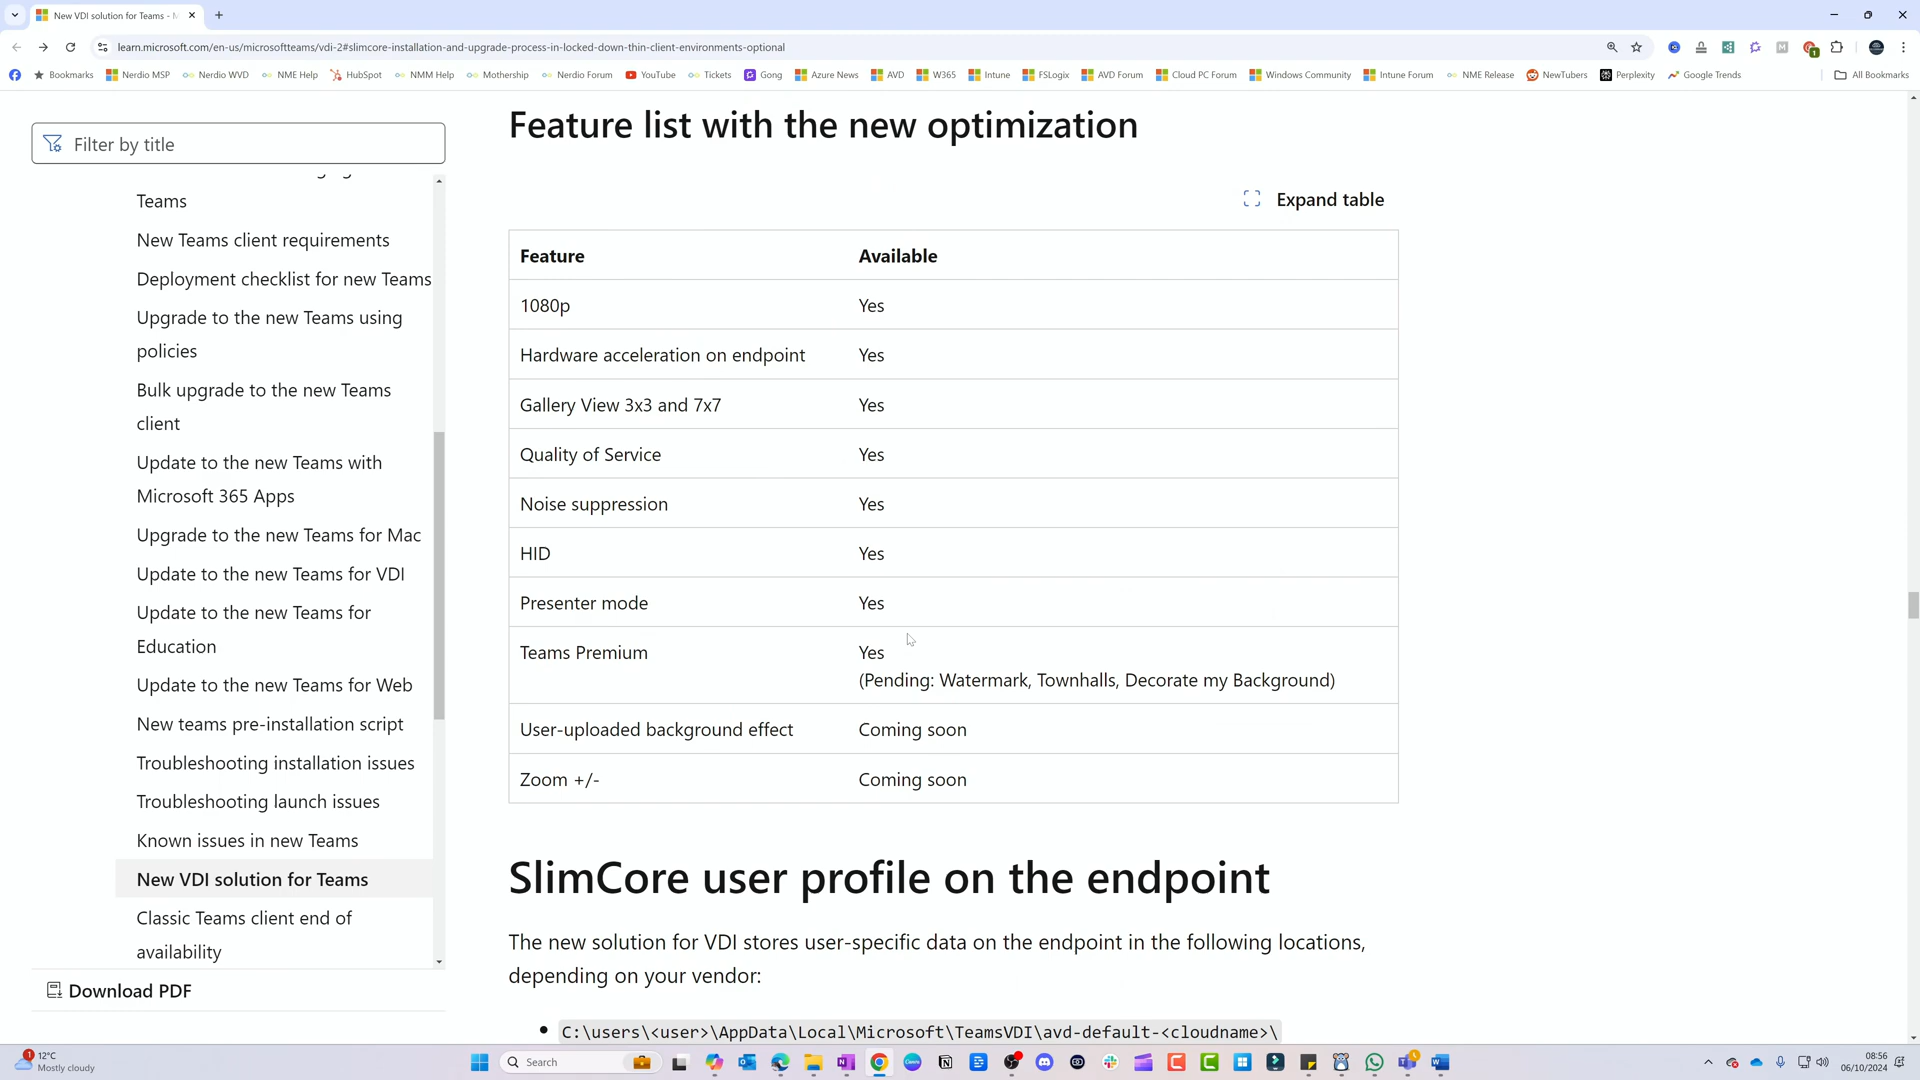 New VDI solution for Teams - M
learn.microsoft.com/en-us/microsoftteams/vdi-2#slimcore-installation-and-upgrade-process-in-locked-down-thin-client-environments-optional
Bookmarks
Nerdio MSP
Nerdio WVD
NME Help
HubSpot
NMM Help
Mothership
Nerdio Forum
YouTube
Tickets
Gong
Azure News
AVD
W365
Intune
FSLogix
AVD Forum
Cloud PC Forum
Windows Community
Intune Forum
NME Release
NewTubers
Perplexity
Google Trends
All Bookmarks
Filter by title
Teams
New Teams client requirements
Deployment checklist for new Teams
Upgrade to the new Teams using
policies
Bulk upgrade to the new Teams
client
Update to the new Teams with
Microsoft 365 Apps
Upgrade to the new Teams for Mac
Update to the new Teams for VDI
Update to the new Teams for
Education
Update to the new Teams for Web
New teams pre-installation script
Troubleshooting installation issues
Troubleshooting launch issues
Known issues in new Teams
New VDI solution for Teams
Classic Teams client end of
availability
Download PDF
Feature list with the new optimization
Expand table
Feature Available
1080p Yes
Hardware acceleration on endpoint Yes
Gallery View 3x3 and 7x7 Yes
Quality of Service Yes
Noise suppression Yes
HID Yes
Presenter mode Yes
Teams Premium Yes
(Pending: Watermark, Townhalls, Decorate my Background)
User-uploaded background effect Coming soon
Zoom +/- Coming soon
SlimCore user profile on the endpoint
The new solution for VDI stores user-specific data on the endpoint in the following locations,
depending on your vendor:
• C:\users\<user>\AppData\Local\Microsoft\TeamsVDI\avd-default-<cloudname>\
1
12°C
Mostly cloudy
Search
08:56
06/10/2024